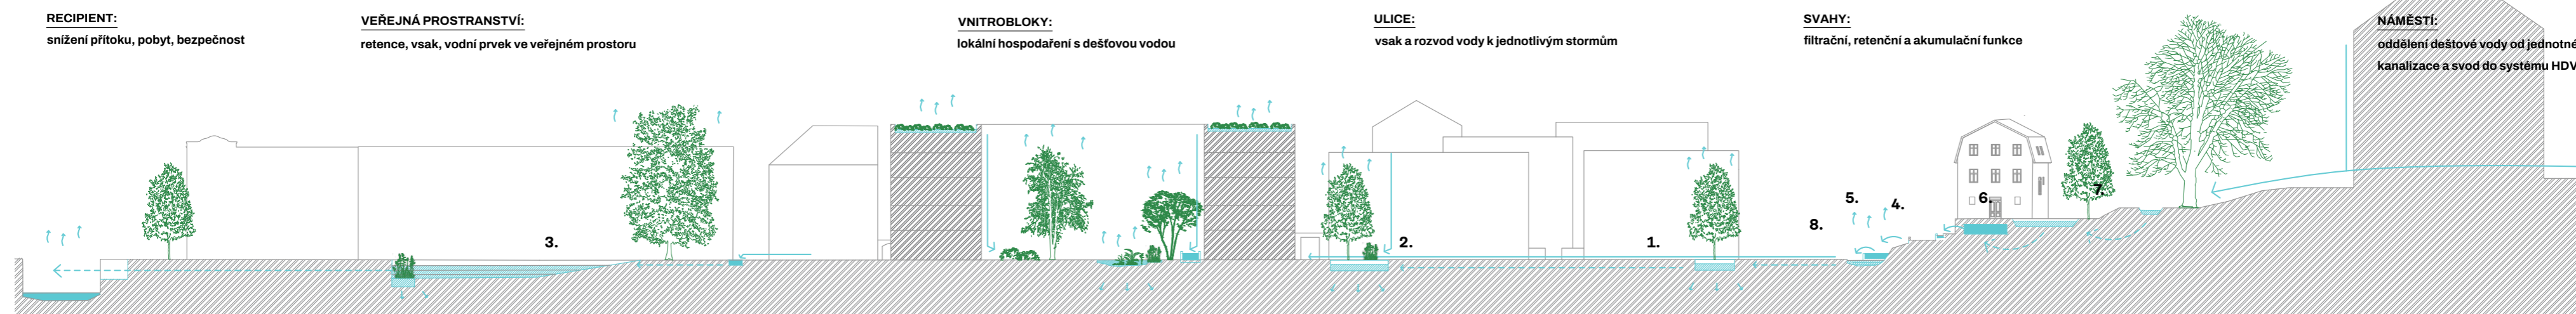 RECIPIENT:
snížení přítoku, pobyt, bezpečnost
VEŘEJNÁ PROSTRANSTVÍ:
retence, vsak, vodní prvek ve veřejném prostoru
VNITROBLOKY:
lokální hospodaření s dešťovou vodou
ULICE:
vsak a rozvod vody k jednotlivým stormům
SVAHY:
filtrační, retenční a akumulační funkce
NÁMĚSTÍ:
oddělení deštové vody od jednotné
kanalizace a svod do systému HDV
3.
2.
1.
8.
5.
4.
6.
7.